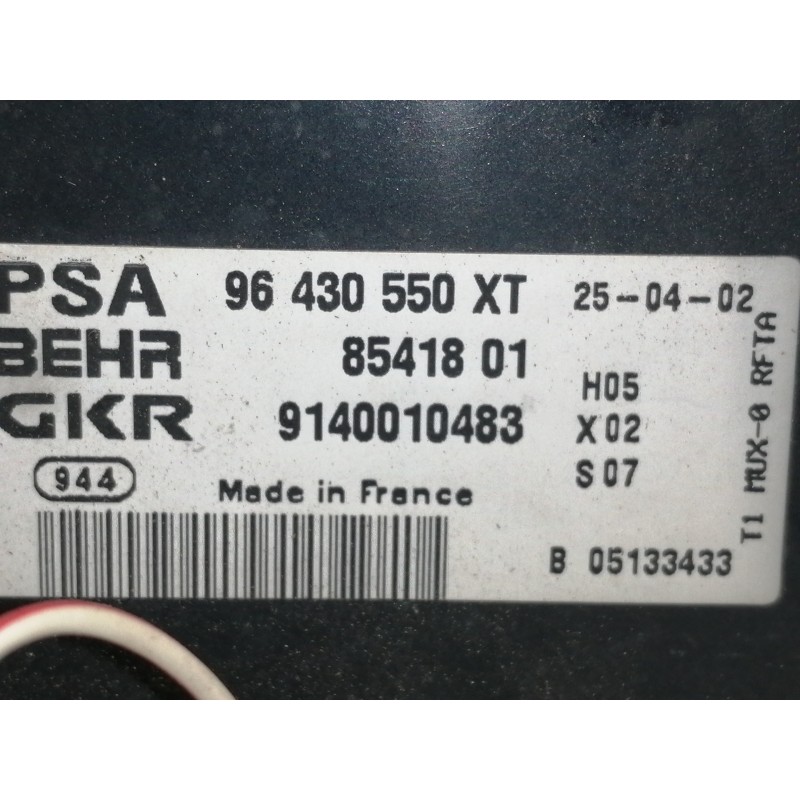 PSA 96 430 550 XT 25-04-02
BEHR 85418 01
H05
GKR 9140010483 X02
944 Made in France S07
B 05133433
T1 MUX-0 RFTA